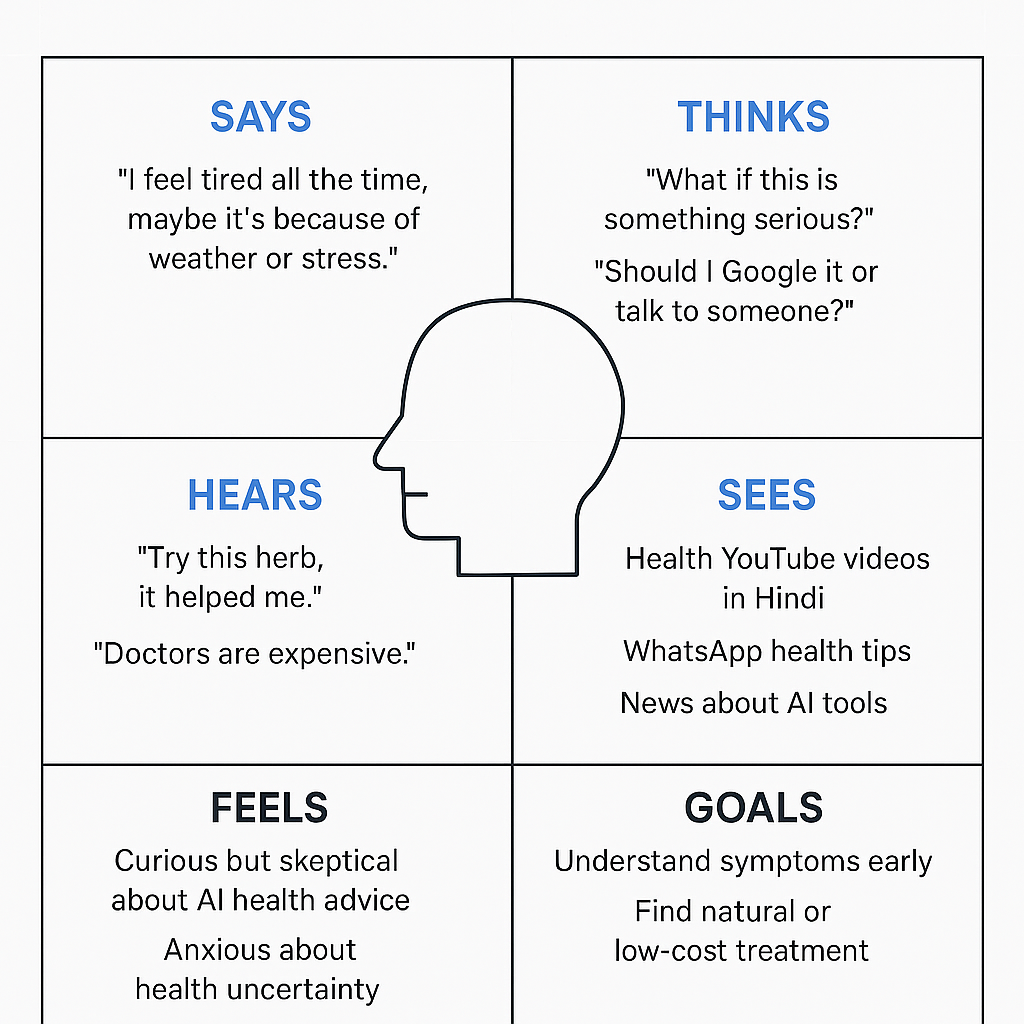 SAYS
"I feel tired all the time,
maybe it's because of
weather or stress."
THINKS
"What if this is
something serious?"
"Should I Google it or
talk to someone?"
HEARS
"Try this herb,
it helped me."
"Doctors are expensive."
SEES
Health YouTube videos
in Hindi
WhatsApp health tips
News about AI tools
FEELS
Curious but skeptical
about AI health advice
Anxious about
health uncertainty
GOALS
Understand symptoms early
Find natural or
low-cost treatment